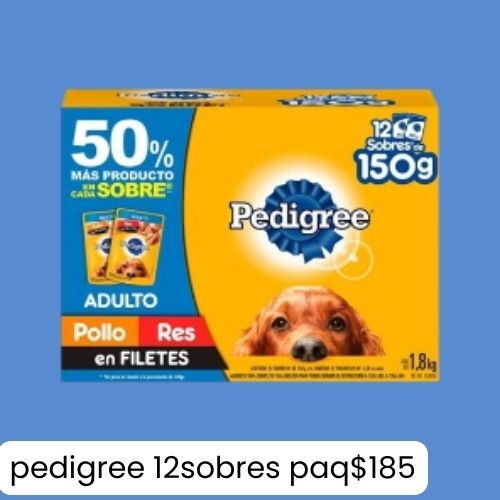 50%
MÁS PRODUCTO
EN CADA SOBRE
ADULTO
Pollo Res
en FILETES
12
Sobres de
150g
Pedigree
1,8kg
pedigree 12sobres paq$185